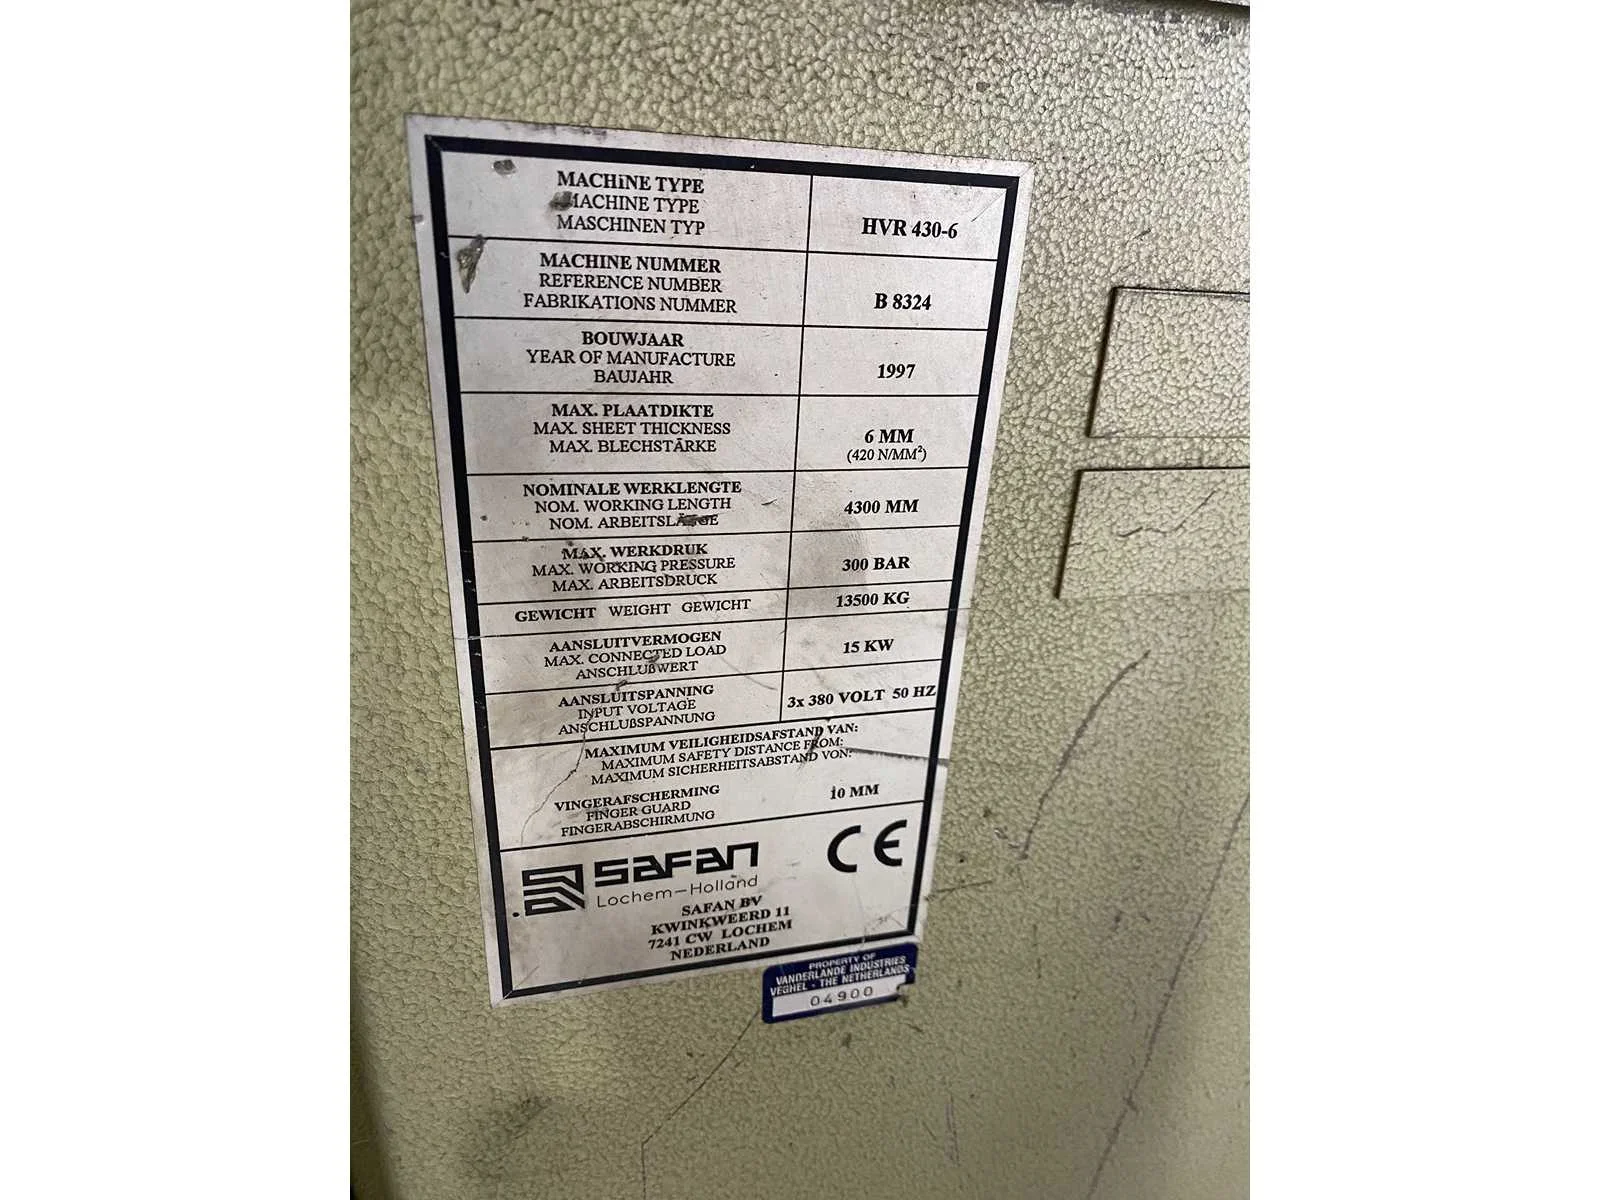 MACHiNE TYPE
MACHINE TYPE
MASCHINEN TYP
HVR 430-6
MACHINE NUMMER
REFERENCE NUMBER
FABRIKATIONS NUMMER
B 8324
BOUWJAAR
YEAR OF MANUFACTURE
BAUJAHR
1997
MAX. PLAATDIKTE
MAX. SHEET THICKNESS
MAX. BLECHSTÄRKE
6 MM
(420 N/MM²)
NOMINALE WERKLENGTE
NOM. WORKING LENGTH
NOM. ARBEITSLÄNGE
4300 MM
MAX. WERKDRUK
MAX. WORKING PRESSURE
MAX. ARBEITSDRUCK
300 BAR
GEWICHT WEIGHT GEWICHT
13500 KG
AANSLUITVERMOGEN
MAX. CONNECTED LOAD
ANSCHLUßWERT
15 KW
AANSLUITSPANNING
INPUT VOLTAGE
ANSCHLUßSPANNUNG
3x 380 VOLT 50 HZ
MAXIMUM VEILIGHEIDSAFSTAND VAN:
MAXIMUM SAFETY DISTANCE FROM:
MAXIMUM SICHERHEITSABSTAND VON:
VINGERAFSCHERMING
FINGER GUARD
FINGERABSCHIRMUNG
10 MM
SAFAN
Lochem-Holland
CE
SAFAN BV
KWINKWEERD 11
7241 CW LOCHEM
NEDERLAND
PROPERTY OF
VANDERLANDE INDUSTRIES
VEGHEL - THE NETHERLANDS
04900